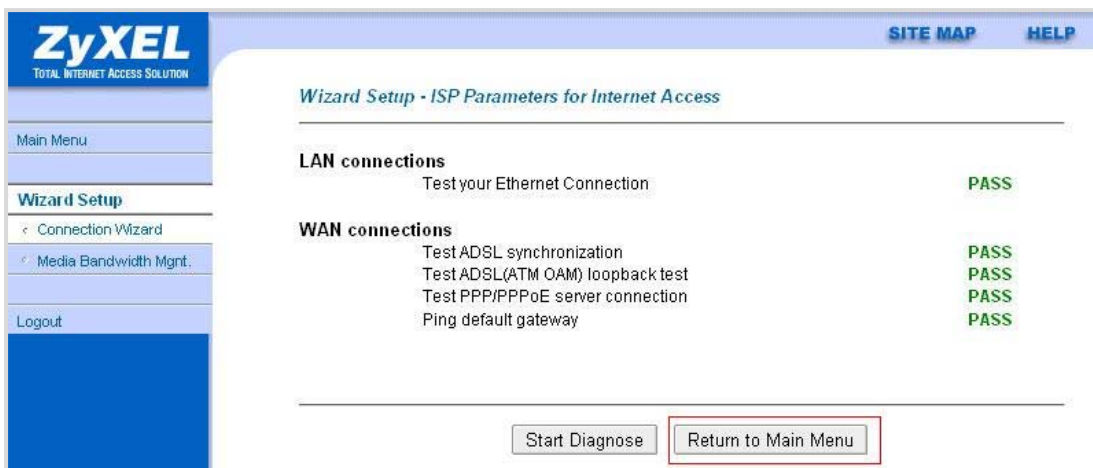 ZyXEL
TOTAL INTERNET ACCESS SOLUTION
SITE MAP HELP
Main Menu
Wizard Setup
Connection Wizard
Media Bandwidth Mgnt.
Logout
Wizard Setup - ISP Parameters for Internet Access
LAN connections
Test your Ethernet Connection PASS
WAN connections
Test ADSL synchronization PASS
Test ADSL(ATM OAM) loopback test PASS
Test PPP/PPPoE server connection PASS
Ping default gateway PASS
Start Diagnose Return to Main Menu